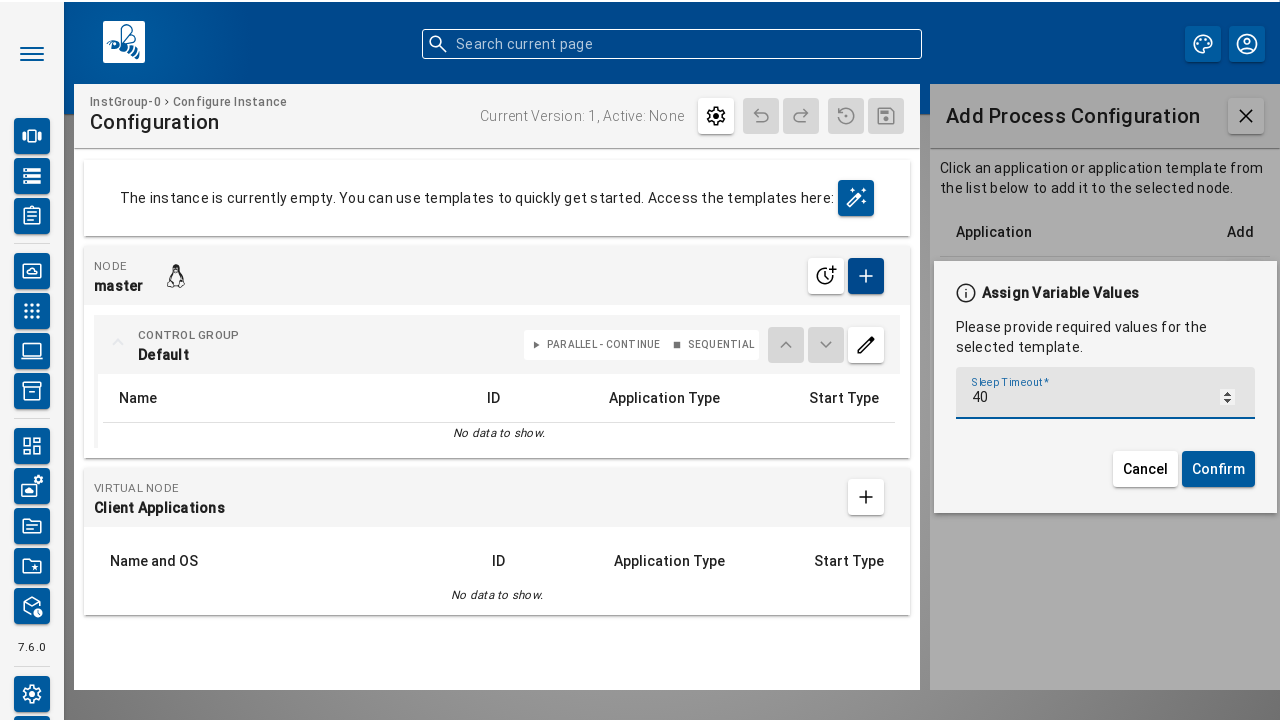 Search current page
InstGroup-0 › Configure Instance
Configuration
Current Version: 1, Active: None
Add Process Configuration
Click an application or application template from
the list below to add it to the selected node.
Application Add
The instance is currently empty. You can use templates to quickly get started. Access the templates here:
NODE
master
CONTROL GROUP
Default
PARALLEL - CONTINUE SEQUENTIAL
Name ID Application Type Start Type
No data to show.
VIRTUAL NODE
Client Applications
Name and OS ID Application Type Start Type
No data to show.
Assign Variable Values
Please provide required values for the
selected template.
Sleep Timeout *
40
Cancel Confirm
7.6.0